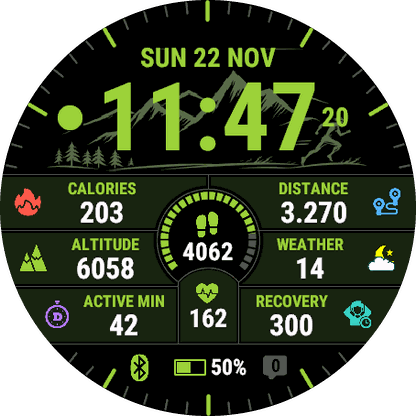 SUN 22 NOV
11:47 20
CALORIES
203
DISTANCE
3.270
ALTITUDE
6058
4062
WEATHER
14
ACTIVE MIN
42
162
RECOVERY
300
D
50%
0